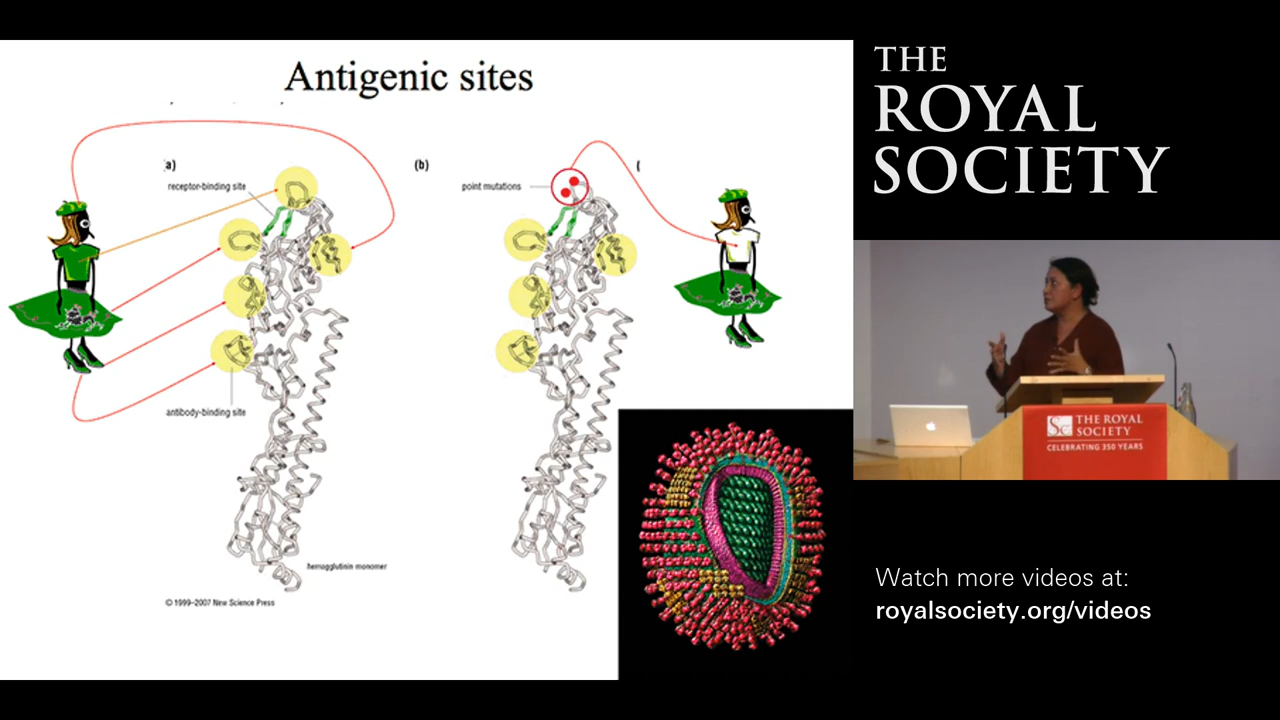 Antigenic sites
a)
(b)
(
receptor-binding site
point mutations
antibody-binding site
hemagglutinin monomer
© 1999–2007 New Science Press
THE
ROYAL
SOCIETY
THE ROYAL
SOCIETY
CELEBRATING 350 YEARS
Watch more videos at:
royalsociety.org/videos